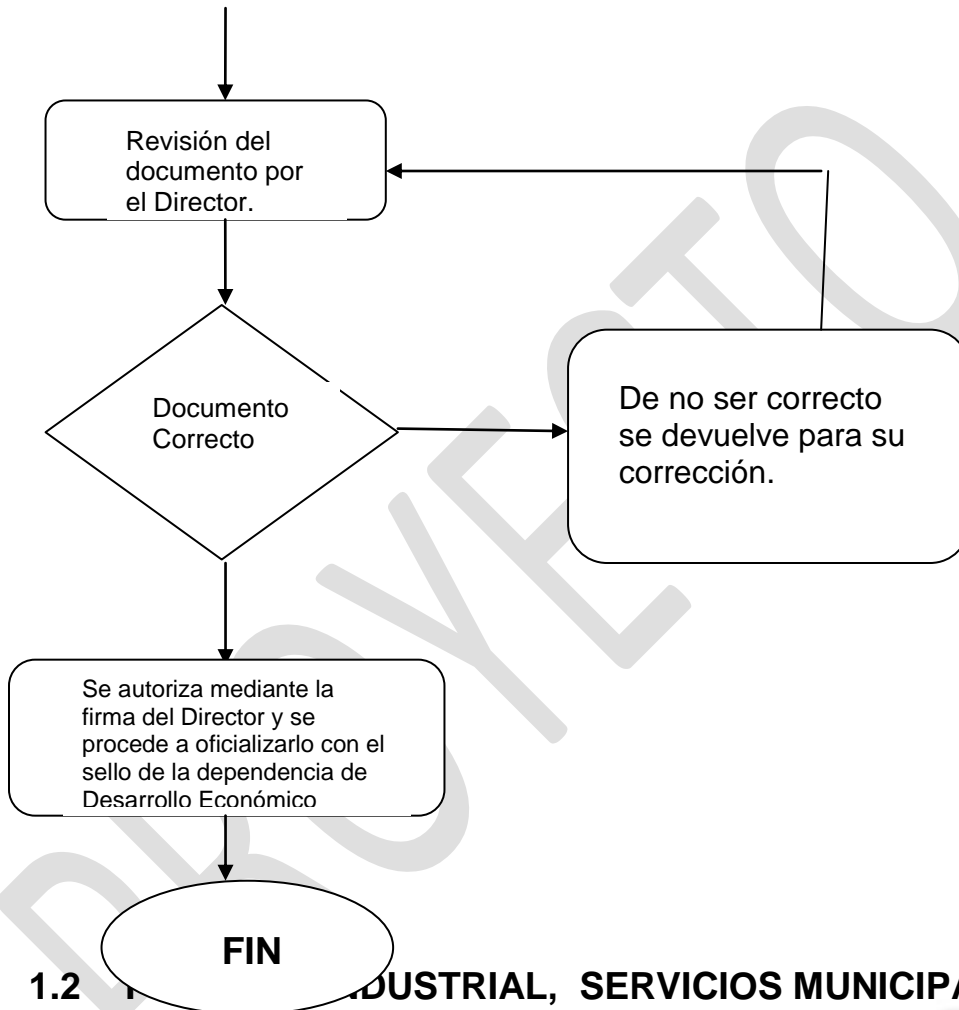 Revisión del
documento por
el Director.
Documento
Correcto
De no ser correcto
se devuelve para su
corrección.
Se autoriza mediante la
firma del Director y se
procede a oficializarlo con el
sello de la dependencia de
Desarrollo Económico
FIN
1.2 SERVICIOS
PROYECTO